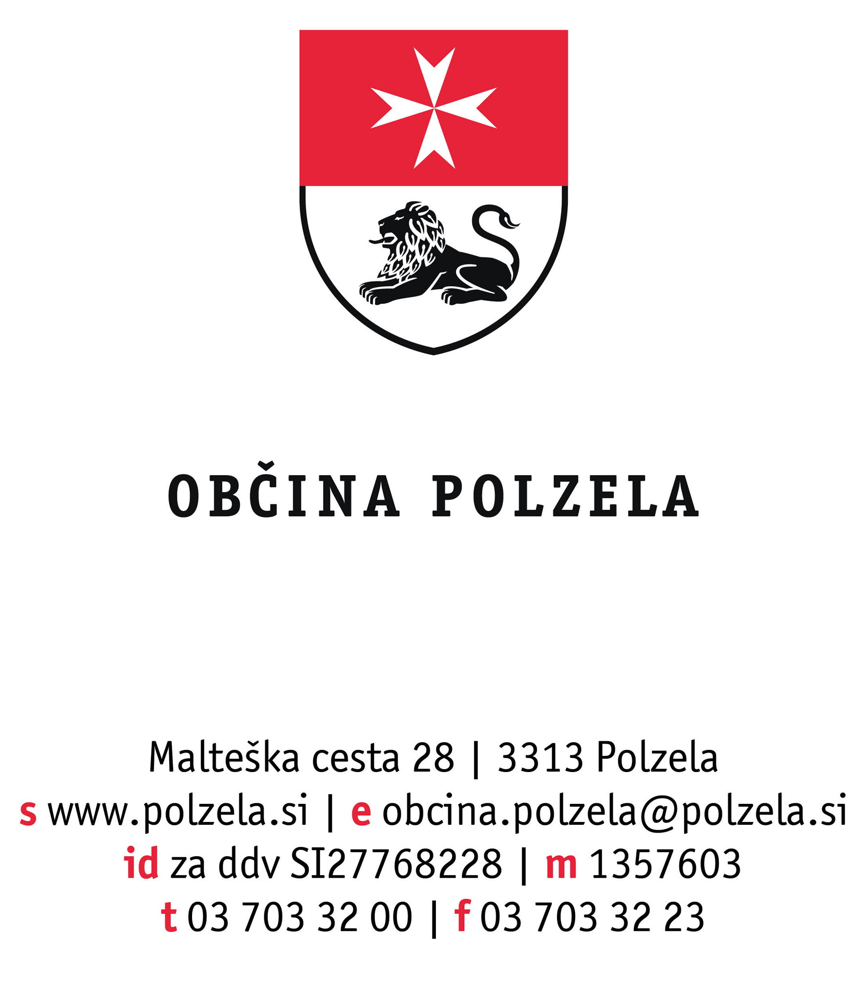 OBČINA POLZELA
Malteška cesta 28 | 3313 Polzela
s www.polzela.si | e obcina.polzela@polzela.si
id za ddv SI27768228 | m 1357603
t 03 703 32 00 | f 03 703 32 23